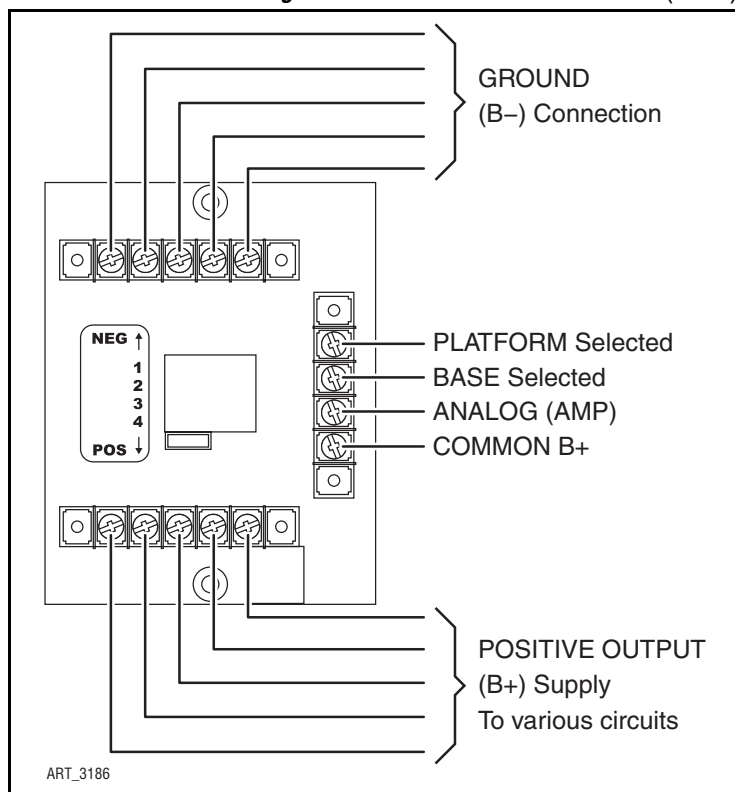 GROUND
(B–) Connection
NEG ↑
1
2
3
4
POS ↓
PLATFORM Selected
BASE Selected
ANALOG (AMP)
COMMON B+
POSITIVE OUTPUT
(B+) Supply
To various circuits
ART_3186